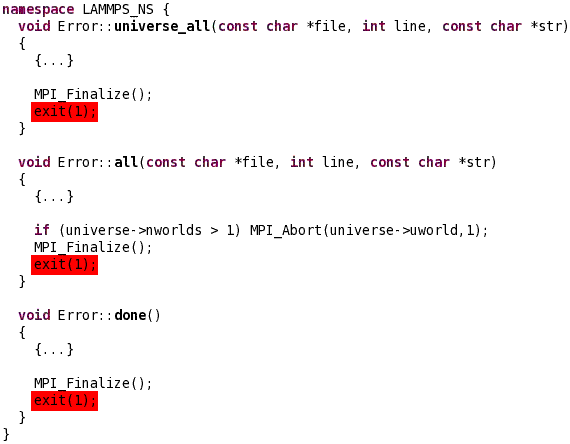 namespace LAMMPS_NS {
  void Error::universe_all(const char *file, int line, const char *str)
  {
    {...}

    MPI_Finalize();
    exit(1);
  }

  void Error::all(const char *file, int line, const char *str)
  {
    {...}

    if (universe->nworlds > 1) MPI_Abort(universe->uworld,1);
    MPI_Finalize();
    exit(1);
  }

  void Error::done()
  {
    {...}

    MPI_Finalize();
    exit(1);
  }
}